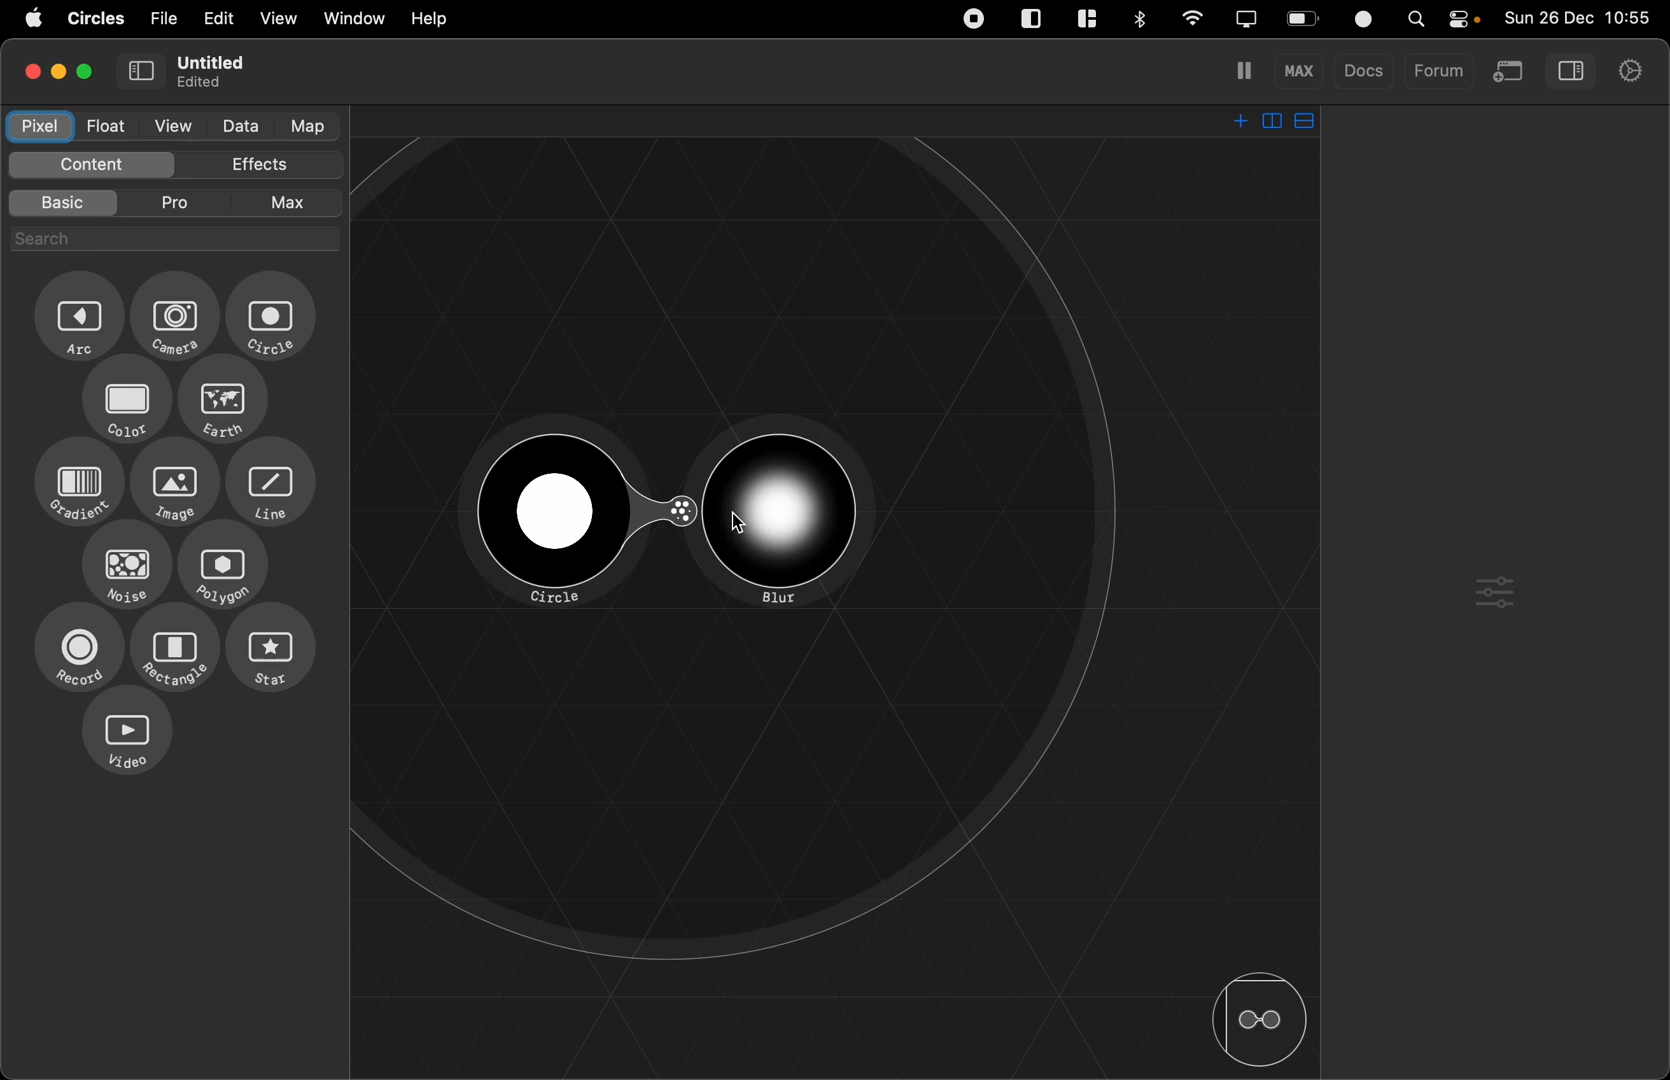 Circles File Edit View Window Help Sun 26 Dec 10:55
Untitled
Edited
MAX Docs Forum
Pixel Float View Data Map
Content Effects
Basic Pro Max
Search
Arc Camera Circle
Color Earth
Gradient Image Line
Noise Polygon
Record Rectangle Star
Video
Circle Blur